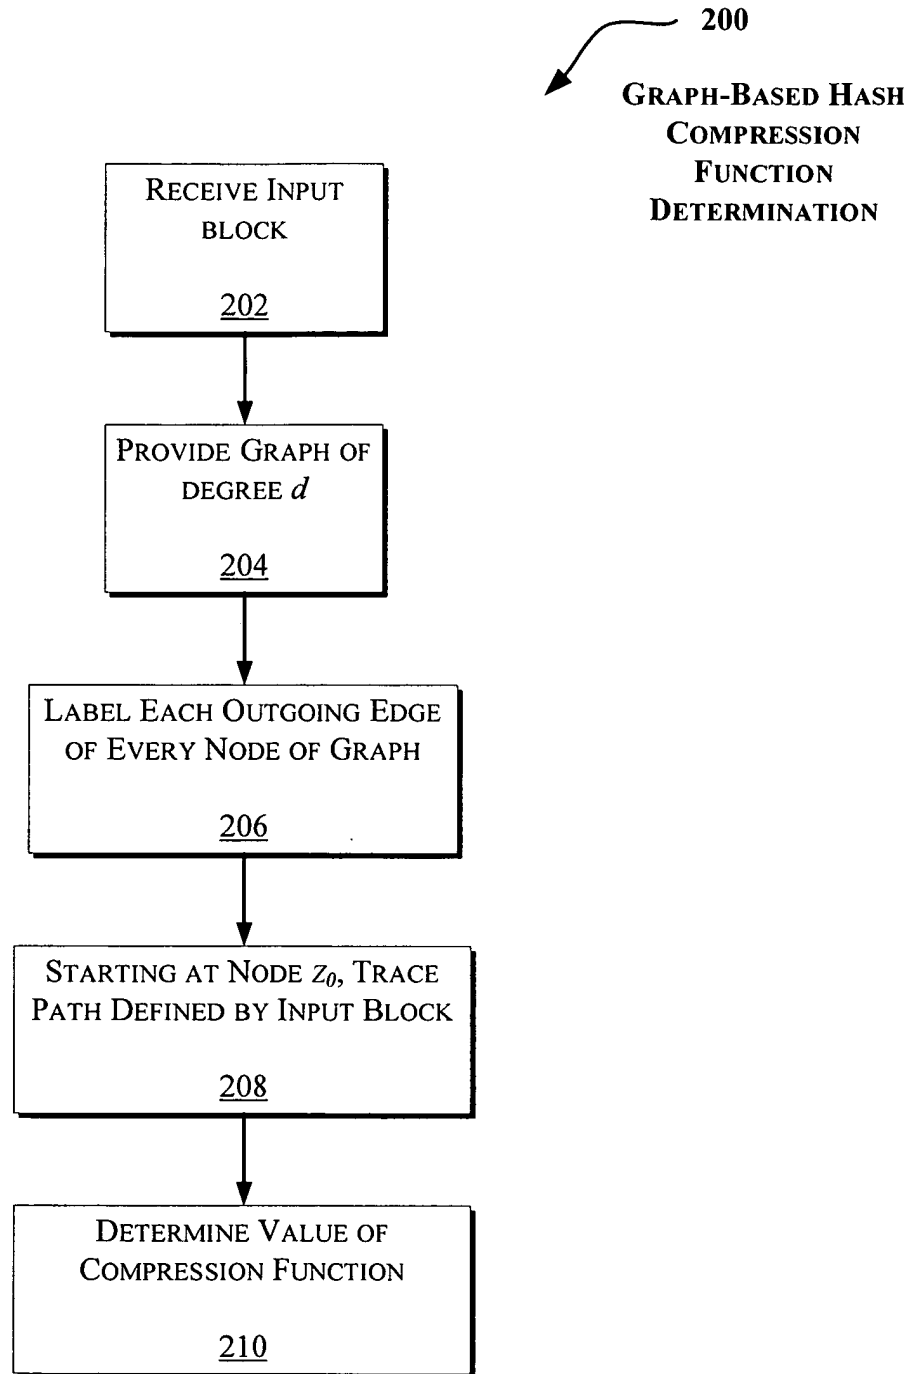 200
GRAPH-BASED HASH
COMPRESSION
FUNCTION
DETERMINATION
RECEIVE INPUT
BLOCK
202
PROVIDE GRAPH OF
DEGREE d
204
LABEL EACH OUTGOING EDGE
OF EVERY NODE OF GRAPH
206
STARTING AT NODE z₀, TRACE
PATH DEFINED BY INPUT BLOCK
208
DETERMINE VALUE OF
COMPRESSION FUNCTION
210